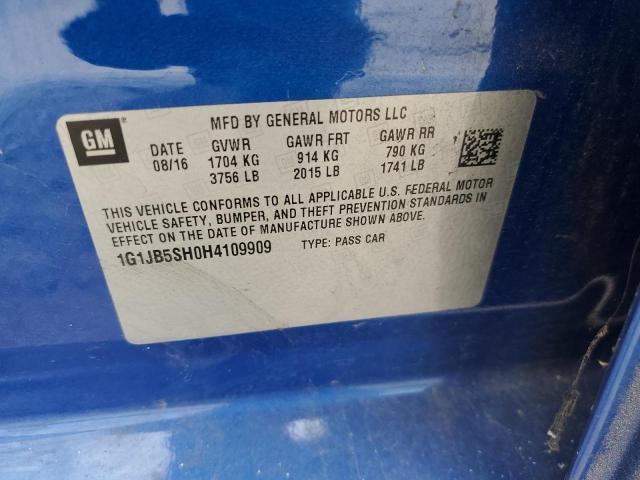 MFD BY GENERAL MOTORS LLC
GM
DATE GVWR GAWR FRT GAWR RR
08/16 1704 KG 914 KG 790 KG
3756 LB 2015 LB 1741 LB
THIS VEHICLE CONFORMS TO ALL APPLICABLE U.S. FEDERAL MOTOR
VEHICLE SAFETY, BUMPER, AND THEFT PREVENTION STANDARDS IN
EFFECT ON THE DATE OF MANUFACTURE SHOWN ABOVE.
1G1JB5SH0H4109909 TYPE: PASS CAR